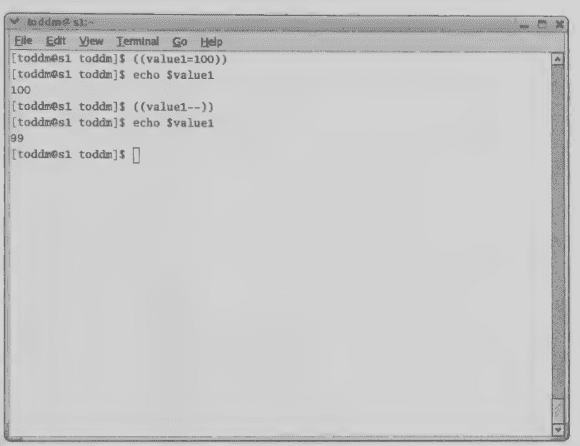 toddm@s1:~
File Edit View Terminal Go Help
[toddm@s1 toddm]$ ((value1=100))
[toddm@s1 toddm]$ echo $value1
100
[toddm@s1 toddm]$ ((value1--))
[toddm@s1 toddm]$ echo $value1
99
[toddm@s1 toddm]$